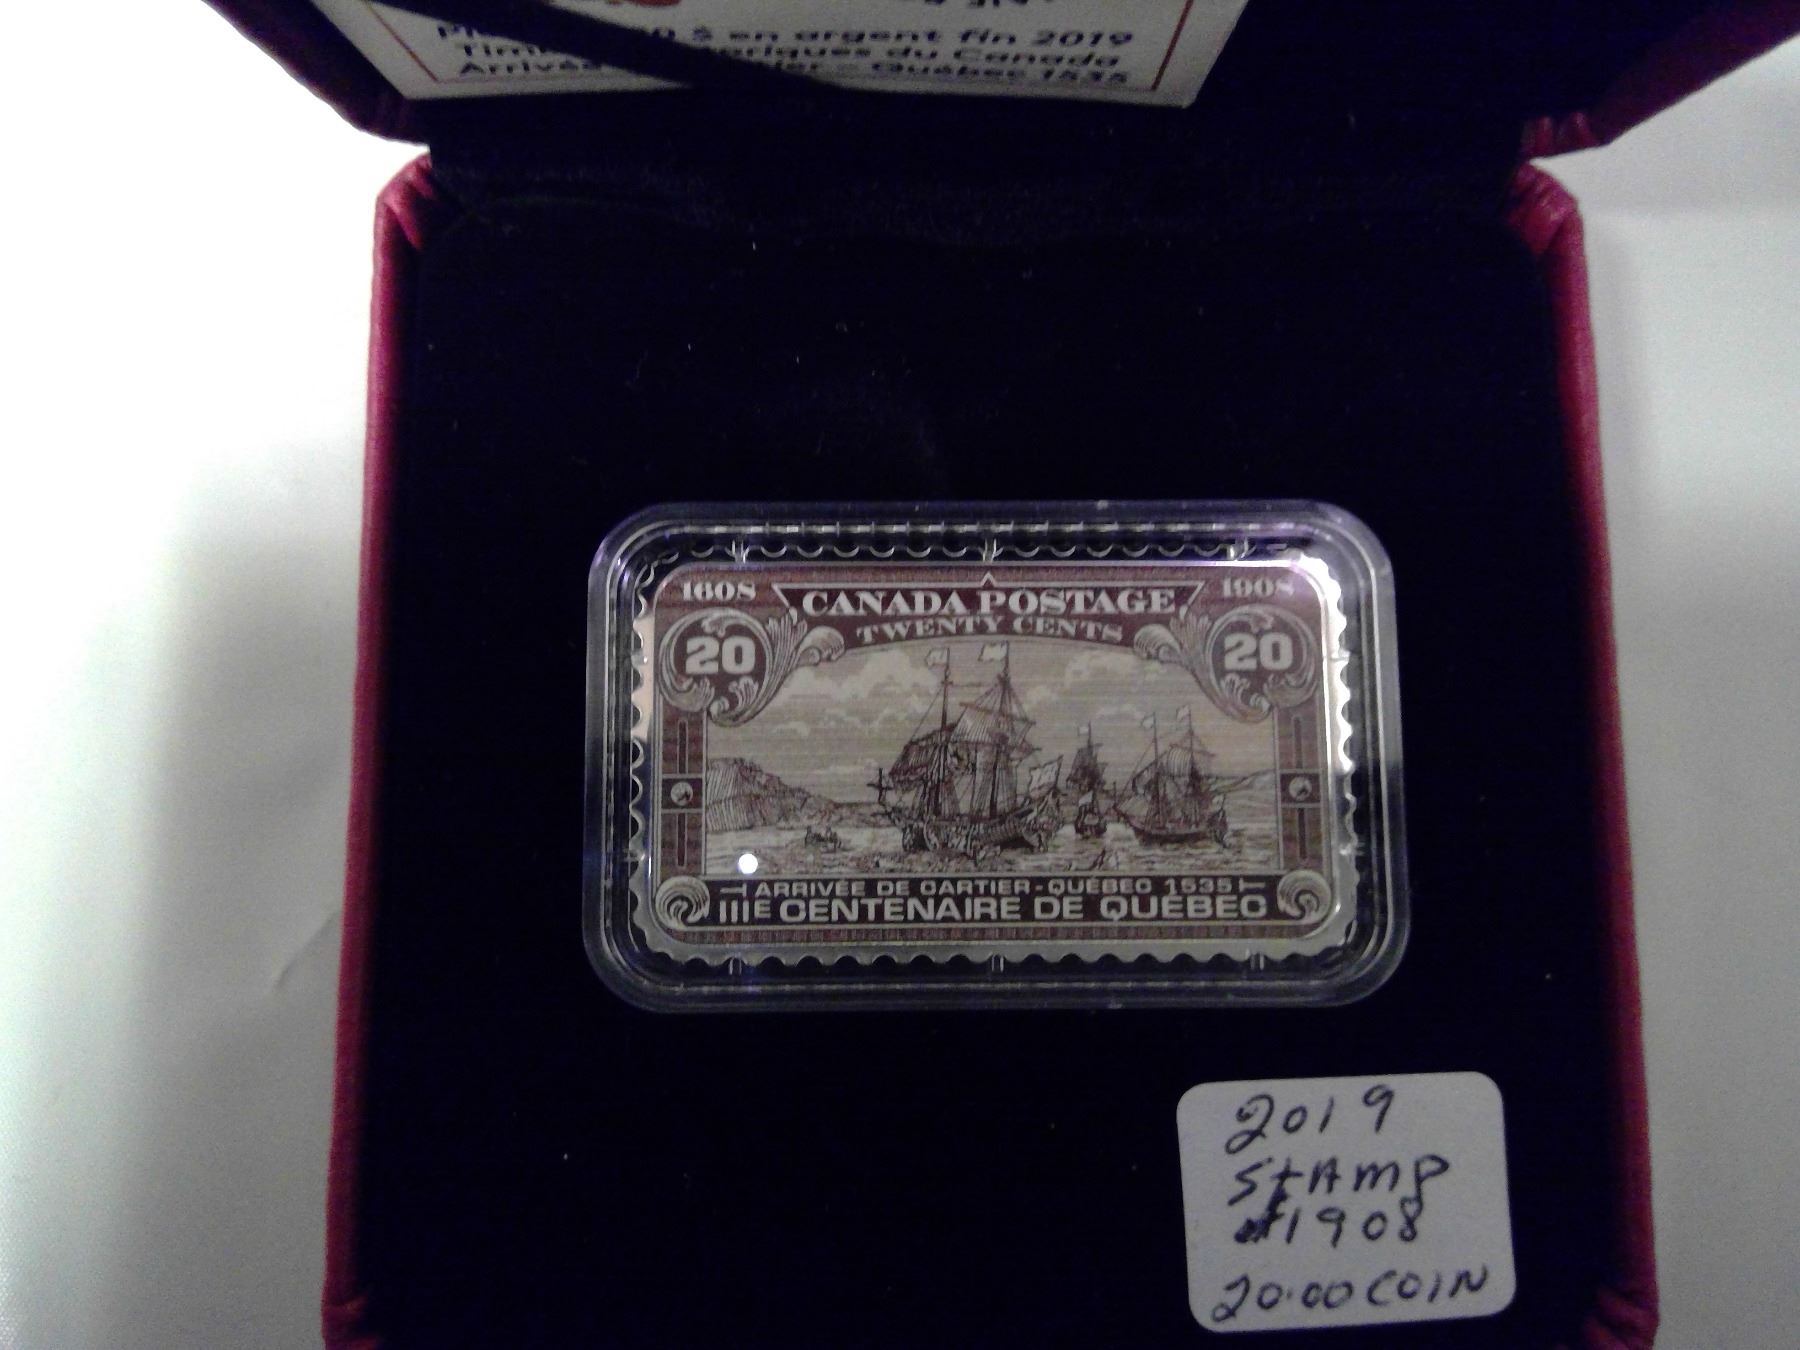 $ en argent fin 2019
du Canada
Québec 1535
1608 CANADA POSTAGE 1908
TWENTY CENTS
20 20
ARRIVÉE DE CARTIER-QUÉBEC 1535
IIIE CENTENAIRE DE QUÉBEC
2019
StAmp
1908
20.00 COIN